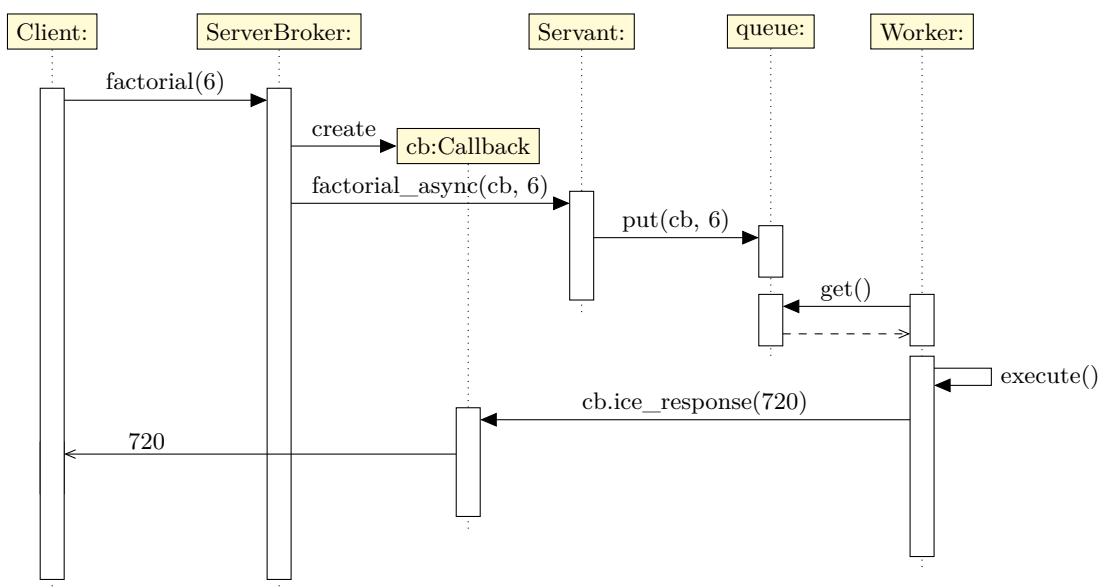 Client:
ServerBroker:
Servant:
queue:
Worker:
factorial(6)
create
cb:Callback
factorial_async(cb, 6)
put(cb, 6)
get()
execute()
cb.ice_response(720)
720